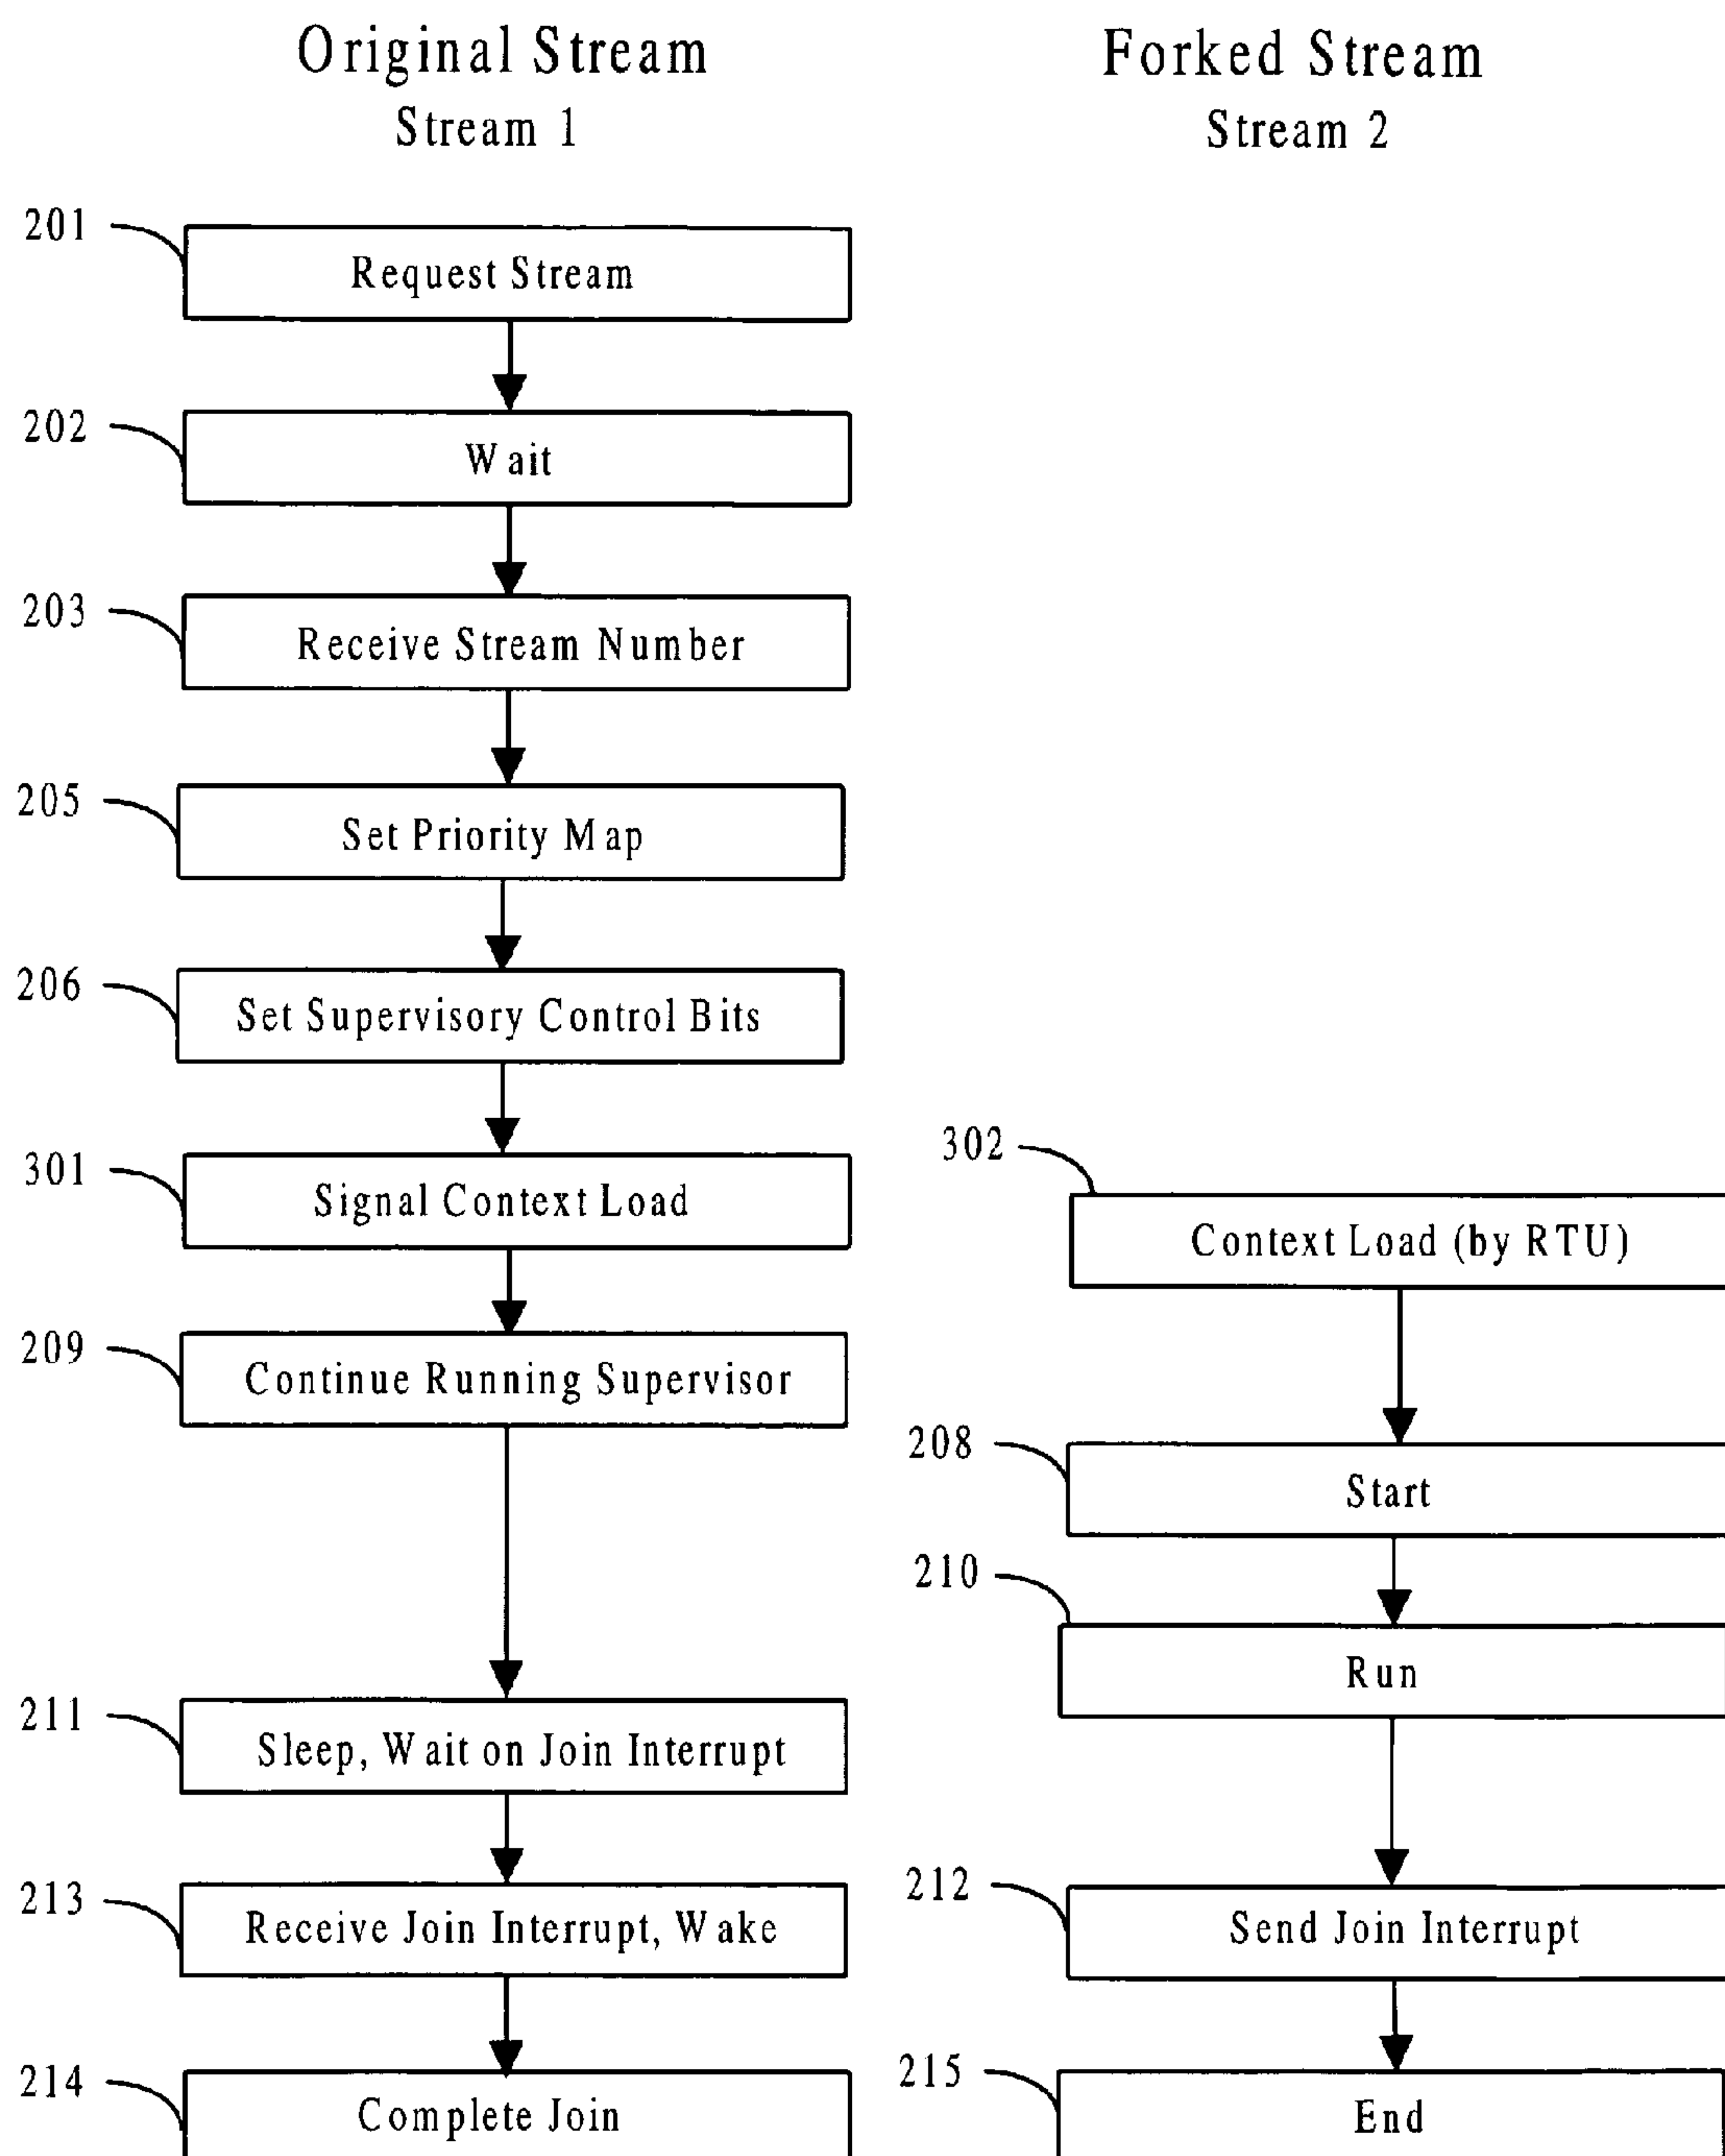 Original Stream
Stream 1
Forked Stream
Stream 2
201
Request Stream
202
Wait
203
Receive Stream Number
205
Set Priority Map
206
Set Supervisory Control Bits
301
Signal Context Load
302
Context Load (by RTU)
209
Continue Running Supervisor
208
Start
210
Run
211
Sleep, Wait on Join Interrupt
213
Receive Join Interrupt, Wake
212
Send Join Interrupt
214
Complete Join
215
End